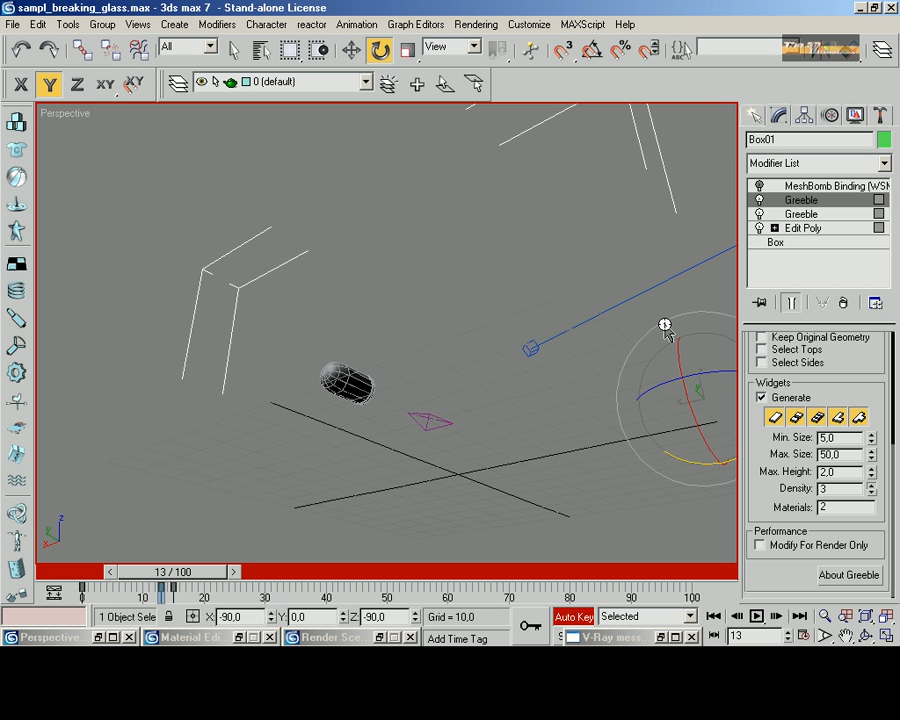 sampl_breaking_glass.max - 3ds max 7 - Stand-alone License
File Edit Tools Group Views Create Modifiers Character reactor Animation Graph Editors Rendering Customize MAXScript Help
All View ABC
X Y Z XY XY 0 (default)
Perspective
Box01
Modifier List
MeshBomb Binding (WSM
Greeble
Greeble
Edit Poly
Box
Keep Original Geometry
Select Tops
Select Sides
Widgets
Generate
Min. Size: 5,0
Max. Size: 50,0
Max. Height: 2,0
Density: 3
Materials: 2
Performance
Modify For Render Only
About Greeble
z
y
x
< 13 / 100 >
0 10 20 30 40 50 60 70 80 90 100
1 Object Sele X: -90,0 Y: 0,0 Z: -90,0 Grid = 10,0 Auto Key Selected
Perspective... Material Edi... Render Sce... Add Time Tag V-Ray mess... 13